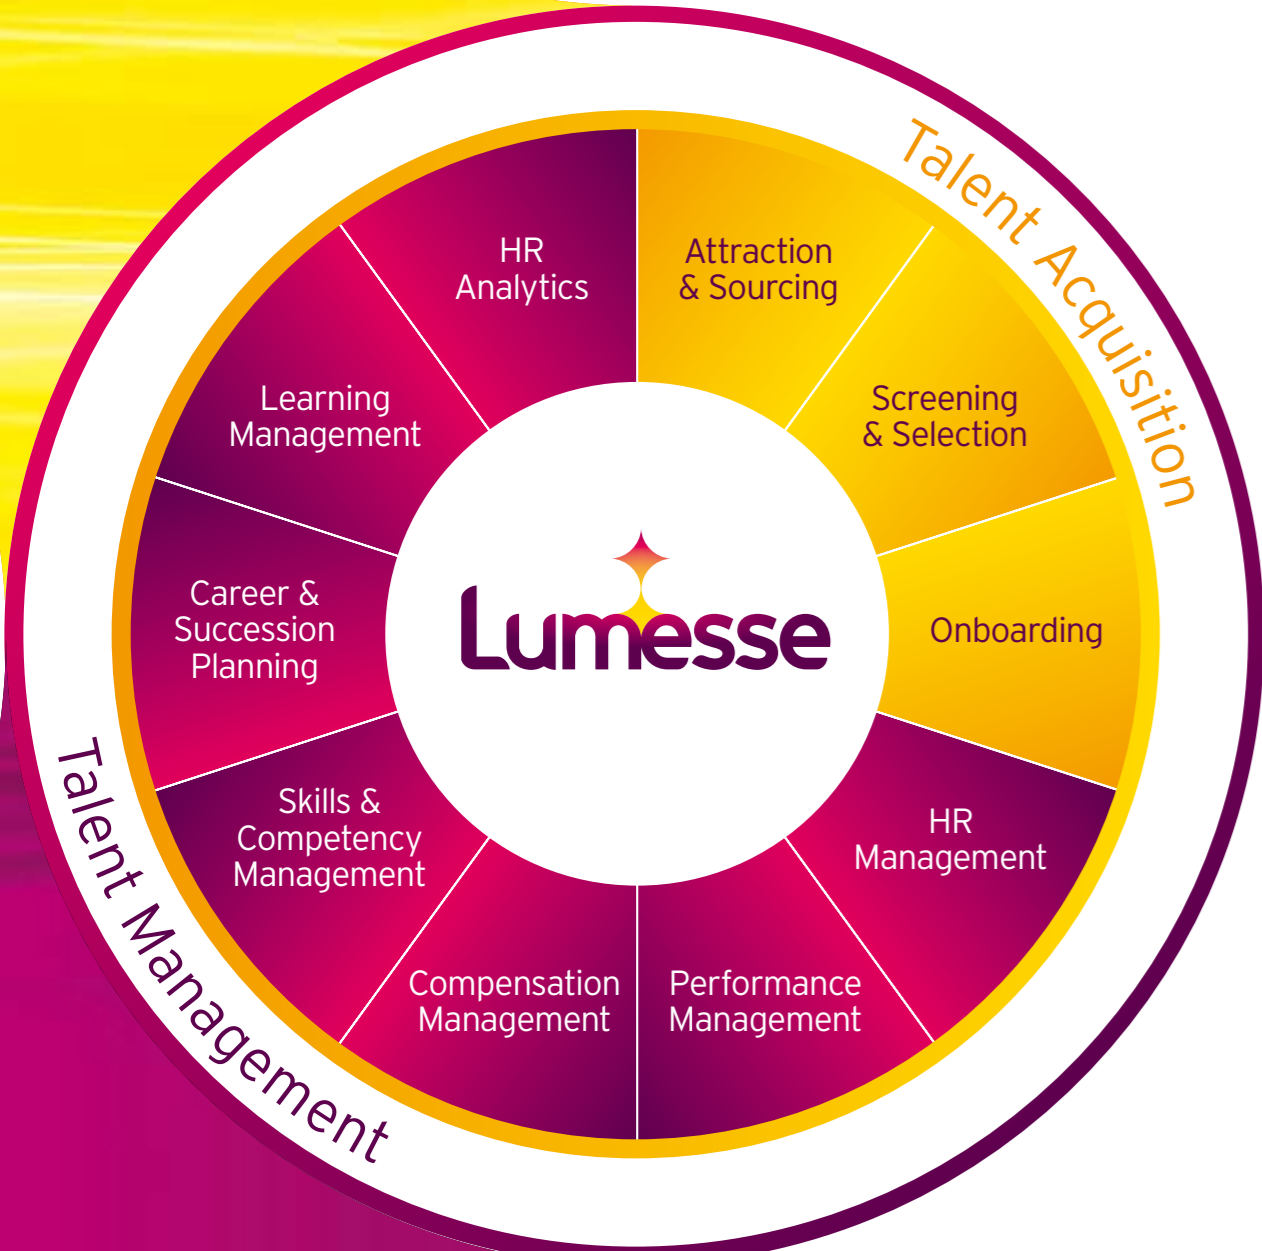 Talent Acquisition
Attraction
& Sourcing
Screening
& Selection
Onboarding
HR
Management
Performance
Management
Compensation
Management
Skills &
Competency
Management
Career &
Succession
Planning
Learning
Management
HR
Analytics
Talent Management
Lumesse